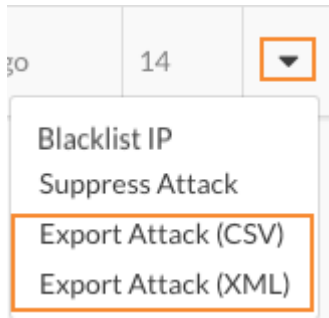 go 14
Blacklist IP
Suppress Attack
Export Attack (CSV)
Export Attack (XML)